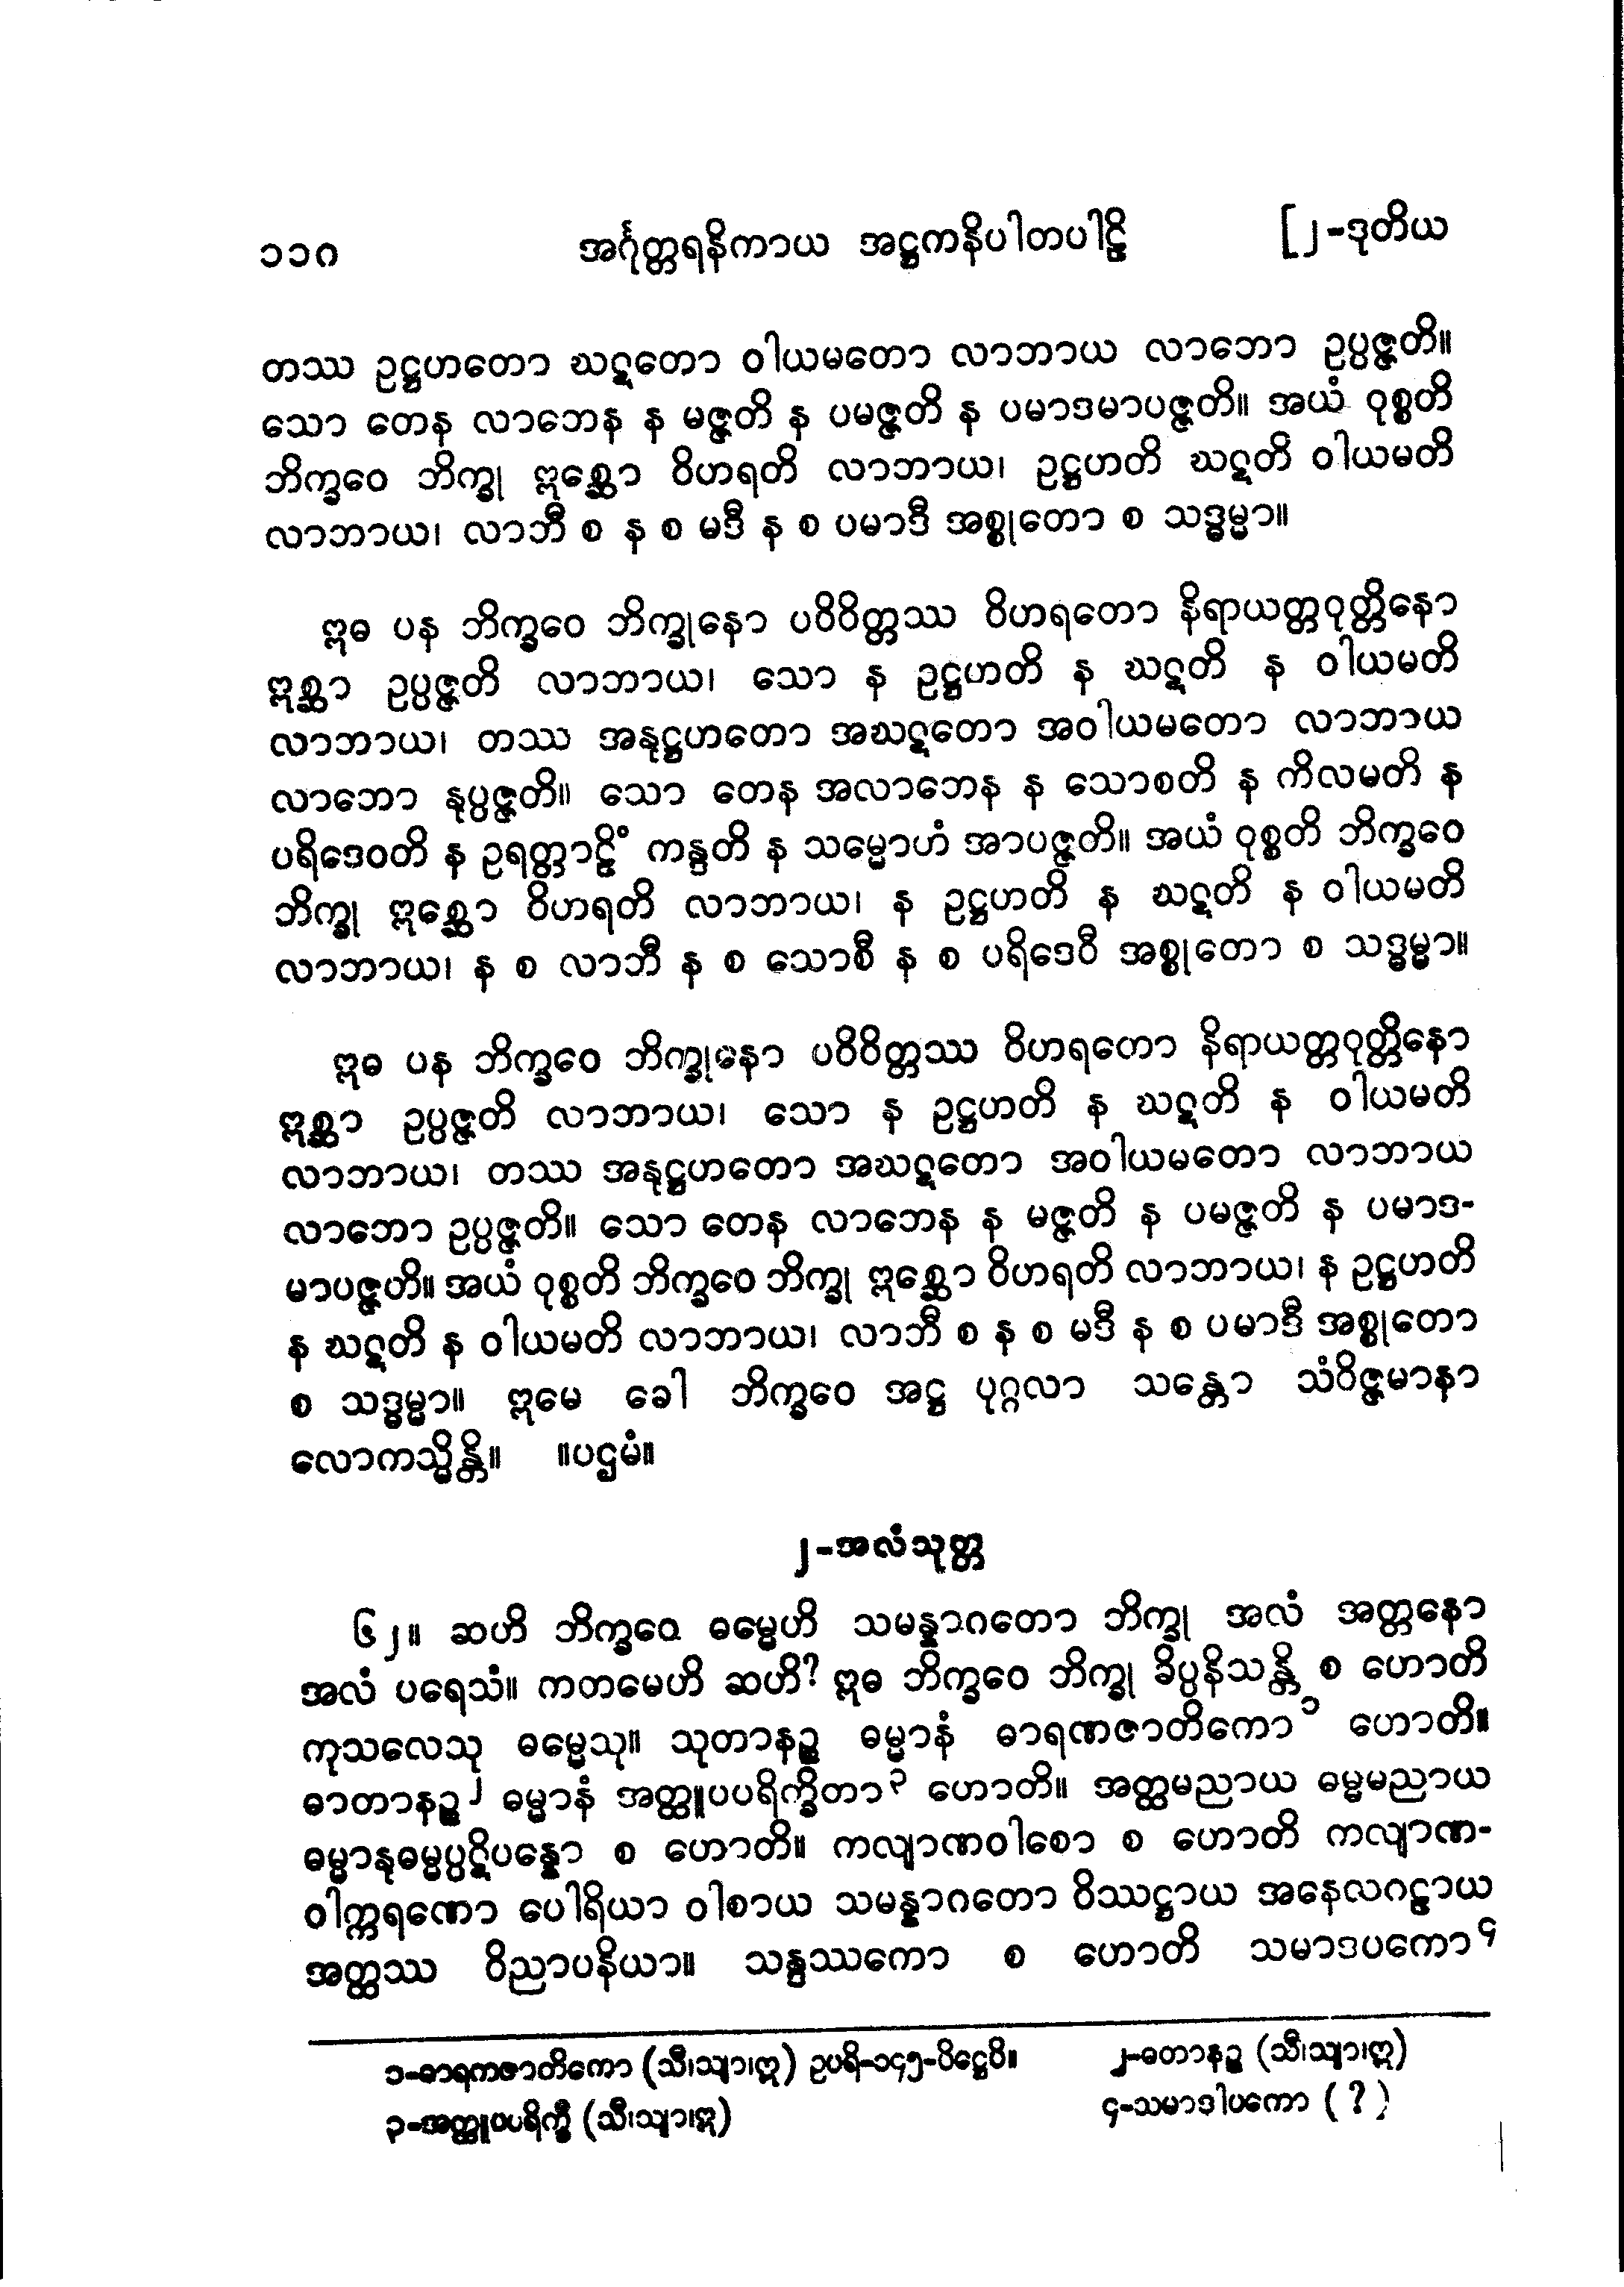 ၁၁၀ အင်္ဂုတ္တရနိကာယ အဋ္ဌကနိပါတပါဠိ [၂-ဒုတိယ
တဿ ဥဋ္ဌဟတော ဃဋတော ဝါယမတော လာဘာယ လာဘော ဥပ္ပဇ္ဇတိ။
သော တေန လာဘေန န မဇ္ဇတိ န ပမဇ္ဇတိ န ပမာဒမာပဇ္ဇတိ။ အယံ ဝုစ္စတိ
ဘိက္ခဝေ ဘိက္ခု ဣစ္ဆော ဝိဟရတိ လာဘာယ၊ ဥဋ္ဌဟတိ ဃဋတိ ဝါယမတိ
လာဘာယ၊ လာဘီ စ န စ မဒီ န စ ပမာဒီ အစ္စုတော စ သဒ္ဓမ္မာ။
ဣဓ ပန ဘိက္ခဝေ ဘိက္ခုနော ပဝိဝိတ္တဿ ဝိဟရတော နိရာယတ္တဝုတ္တိနော
ဣစ္ဆာ ဥပ္ပဇ္ဇတိ လာဘာယ၊ သော န ဥဋ္ဌဟတိ န ဃဋတိ န ဝါယမတိ
လာဘာယ၊ တဿ အနုဋ္ဌဟတော အဃဋတော အဝါယမတော လာဘာယ
လာဘော နုပ္ပဇ္ဇတိ။ သော တေန အလာဘေန န သောစတိ န ကိလမတိ န
ပရိဒေဝတိ န ဥရတ္တာဠိႎ ကန္ဒတိ န သမ္မောဟံ အာပဇ္ဇတိ။ အယံ ဝုစ္စတိ ဘိက္ခဝေ
ဘိက္ခု ဣစ္ဆော ဝိဟရတိ လာဘာယ၊ န ဥဋ္ဌဟတိ န ဃဋတိ န ဝါယမတိ
လာဘာယ၊ န စ လာဘီ န စ သောစီ န စ ပရိဒေဝီ အစ္စုတော စ သဒ္ဓမ္မာ။
ဣဓ ပန ဘိက္ခဝေ ဘိက္ခုနော ပဝိဝိတ္တဿ ဝိဟရတော နိရာယတ္တဝုတ္တိနော
ဣစ္ဆာ ဥပ္ပဇ္ဇတိ လာဘာယ၊ သော န ဥဋ္ဌဟတိ န ဃဋတိ န ဝါယမတိ
လာဘာယ၊ တဿ အနုဋ္ဌဟတော အဃဋတော အဝါယမတော လာဘာယ
လာဘော ဥပ္ပဇ္ဇတိ။ သော တေန လာဘေန န မဇ္ဇတိ န ပမဇ္ဇတိ န ပမာဒ-
မာပဇ္ဇတိ။ အယံ ဝုစ္စတိ ဘိက္ခဝေ ဘိက္ခု ဣစ္ဆော ဝိဟရတိ လာဘာယ၊ န ဥဋ္ဌဟတိ
န ဃဋတိ န ဝါယမတိ လာဘာယ၊ လာဘီ စ န စ မဒီ န စ ပမာဒီ အစ္စုတော
စ သဒ္ဓမ္မာ။ ဣမေ ခေါ ဘိက္ခဝေ အဋ္ဌ ပုဂ္ဂလာ သန္တော သံဝိဇ္ဇမာနာ
လောကသ္မိန္တိ။ ။ပဌမံ။
၂-အလံသုတ္တ
၆၂။ ဆဟိ ဘိက္ခဝေ ဓမ္မေဟိ သမန္နာဂတော ဘိက္ခု အလံ အတ္တနော
အလံ ပရေသံ။ ကတမေဟိ ဆဟိ? ဣဓ ဘိက္ခဝေ ဘိက္ခု ခိပ္ပနိသန္တိ စ ဟောတိ
ကုသလေသု ဓမ္မေသု။ သုတာနဉ္စ ဓမ္မာနံ ဓာရဏဇာတိကော ၁ ဟောတိ။
ဓာတာနဉ္စ ၂ ဓမ္မာနံ အတ္ထူပပရိက္ခိတာ ၃ ဟောတိ။ အတ္ထမညာယ ဓမ္မမညာယ
ဓမ္မာနုဓမ္မပ္ပဋိပန္နော စ ဟောတိ။ ကလျာဏဝါစော စ ဟောတိ ကလျာဏ-
ဝါက္ကရဏော ပေါရိယာ ဝါစာယ သမန္နာဂတော ဝိဿဋ္ဌာယ အနေလဂဠာယ
အတ္ထဿ ဝိညာပနိယာ။ သန္ဒဿကော စ ဟောတိ သမာဒပကော ၄
၁-ဓာရကဇာတိကော (သီ၊သျာ၊ဣ) ဥပရိ-၁၄၅-ပိဋ္ဌေပိ။ ၂-ဓတာနဉ္စ (သီ၊သျာ၊ဣ)
၃-အတ္ထူပပရိက္ခီ (သီ၊သျာ၊ဣ) ၄-သမာဒါပကော (?)